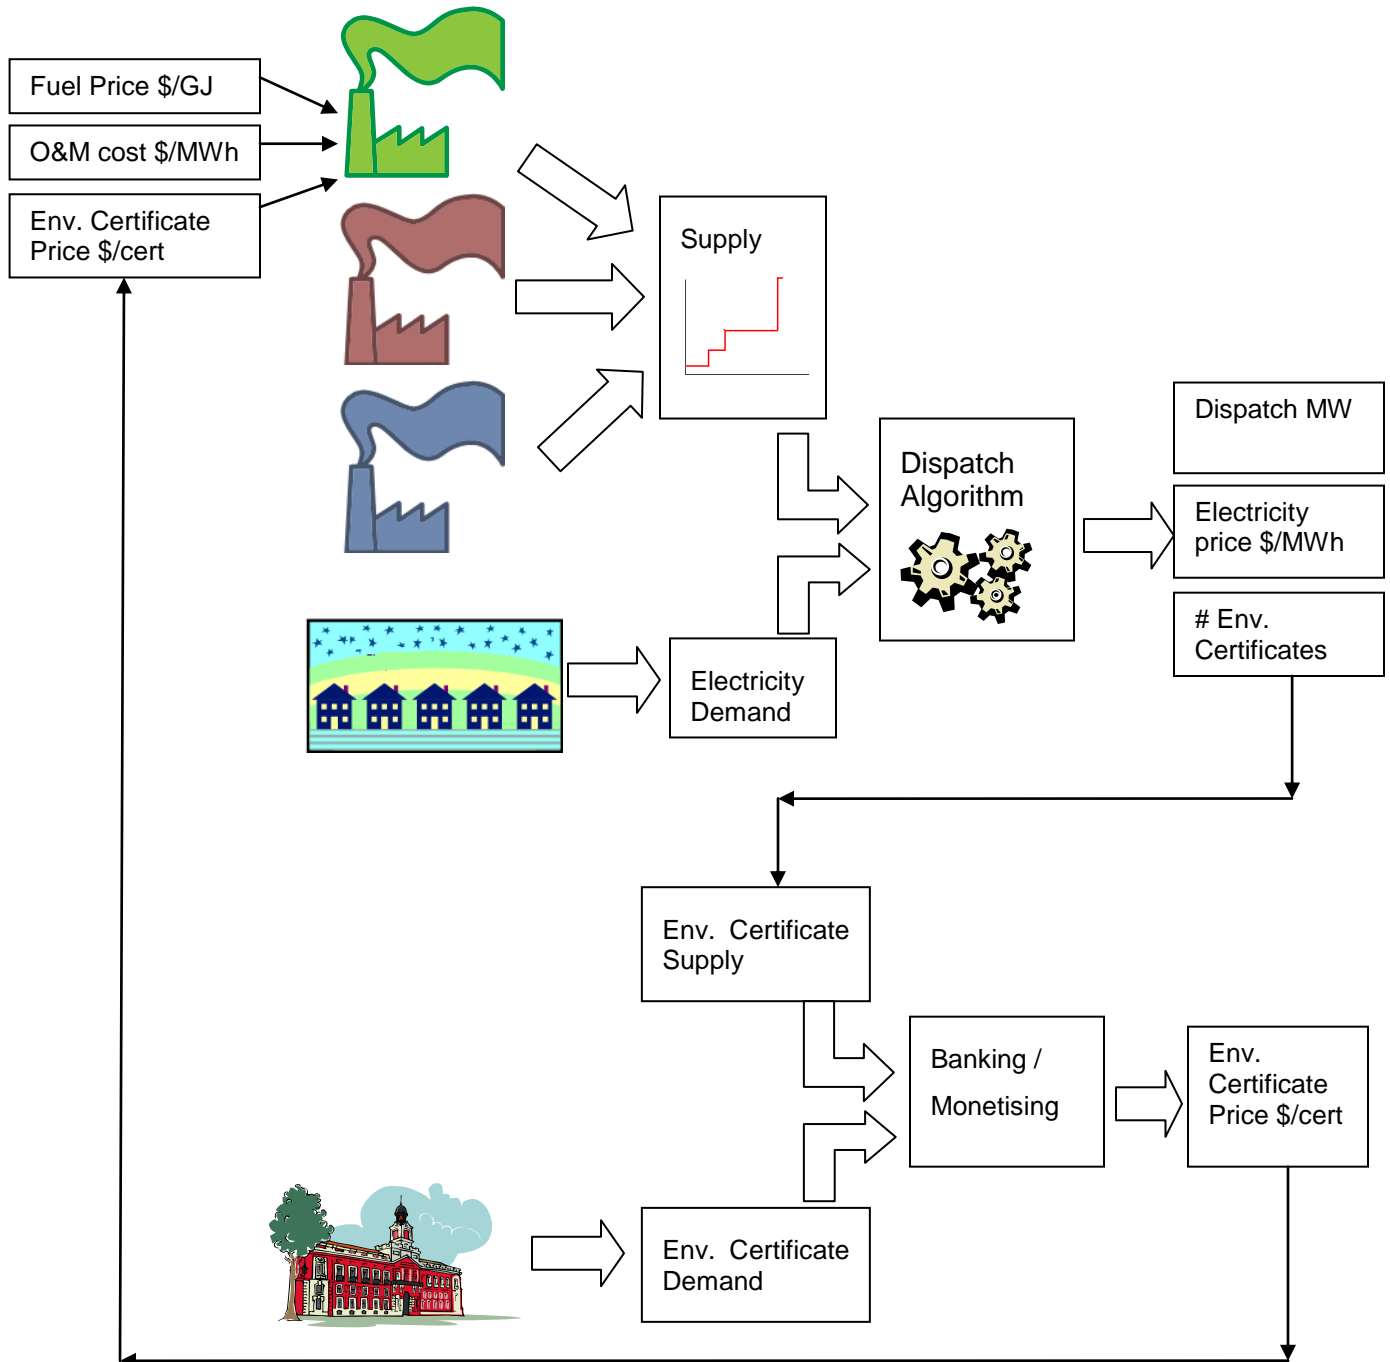 Fuel Price $/GJ
O&M cost $/MWh
Env. Certificate
Price $/cert
Supply
Dispatch
Algorithm
Dispatch MW
Electricity
price $/MWh
# Env.
Certificates
Electricity
Demand
Env.  Certificate
Supply
Banking /
Monetising
Env.
Certificate
Price $/cert
Env.  Certificate
Demand